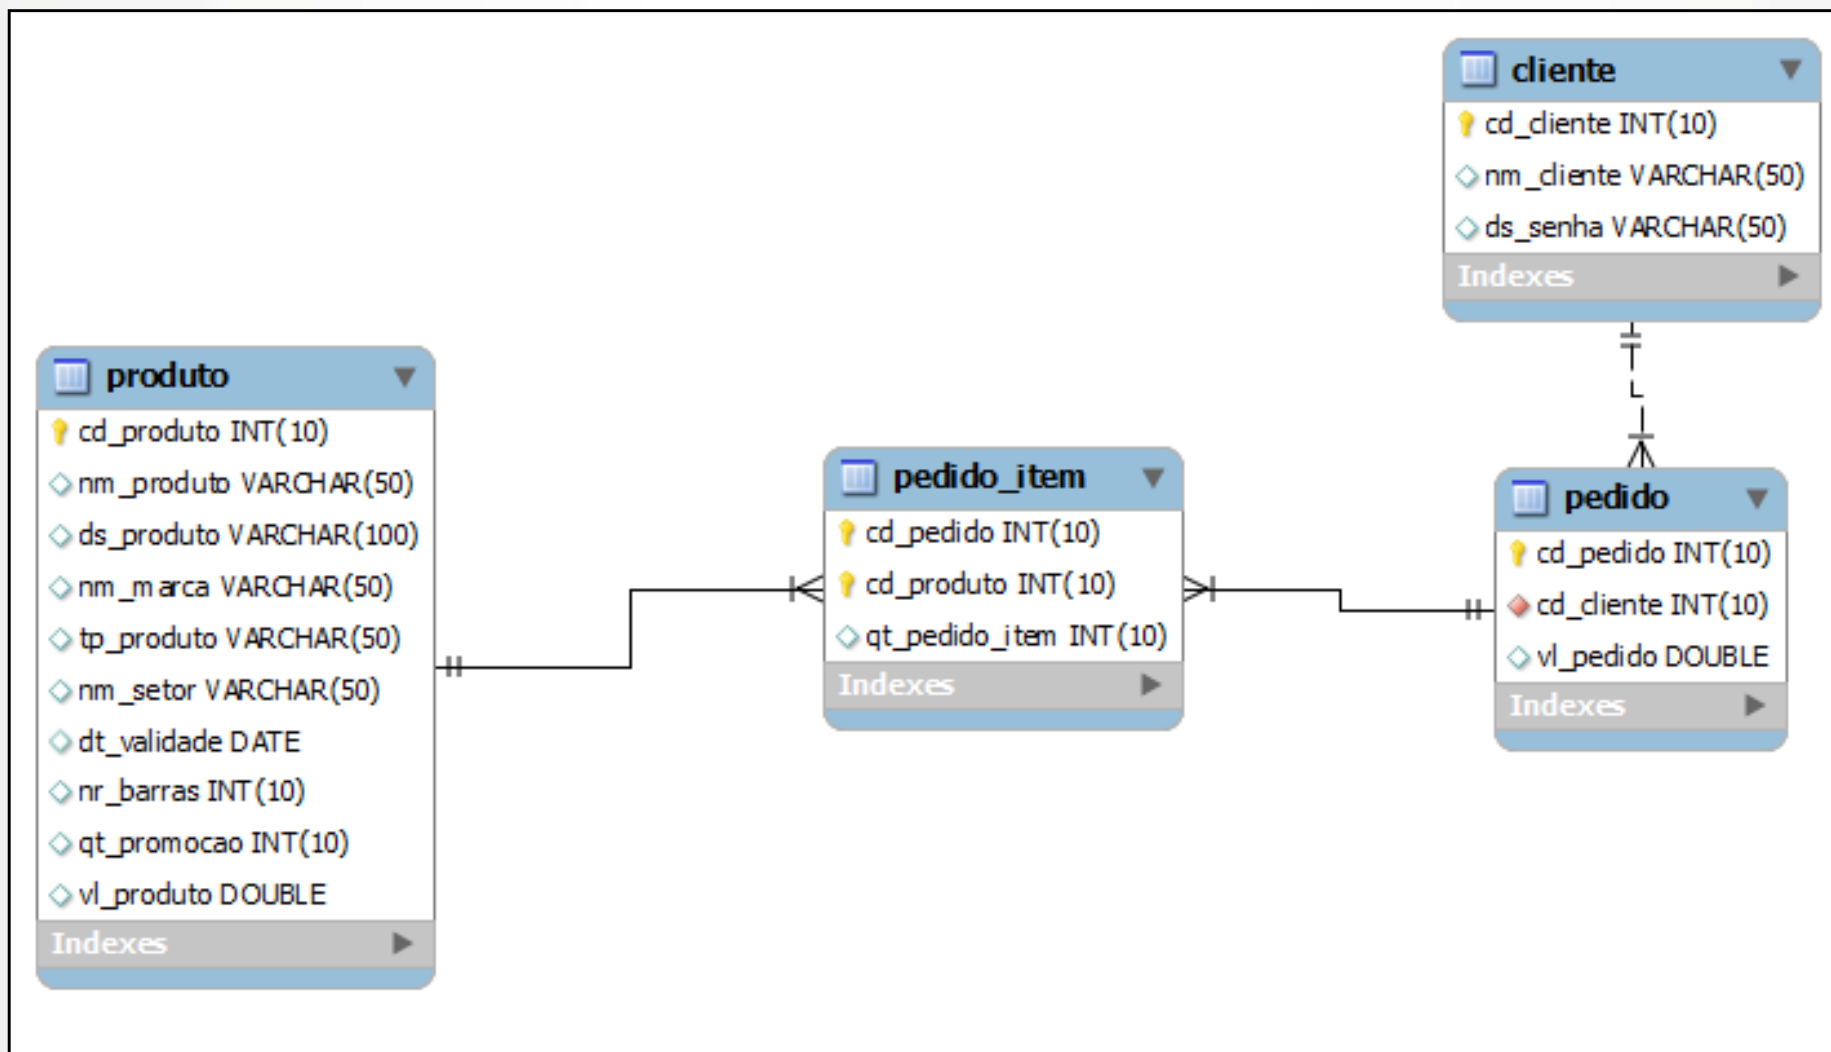 cliente
cd_cliente INT(10)
nm_cliente VARCHAR(50)
ds_senha VARCHAR(50)
Indexes
produto
cd_produto INT(10)
nm_produto VARCHAR(50)
ds_produto VARCHAR(100)
nm_marca VARCHAR(50)
tp_produto VARCHAR(50)
nm_setor VARCHAR(50)
dt_validade DATE
nr_barras INT(10)
qt_promocao INT(10)
vl_produto DOUBLE
Indexes
pedido_item
cd_pedido INT(10)
cd_produto INT(10)
qt_pedido_item INT(10)
Indexes
pedido
cd_pedido INT(10)
cd_cliente INT(10)
vl_pedido DOUBLE
Indexes